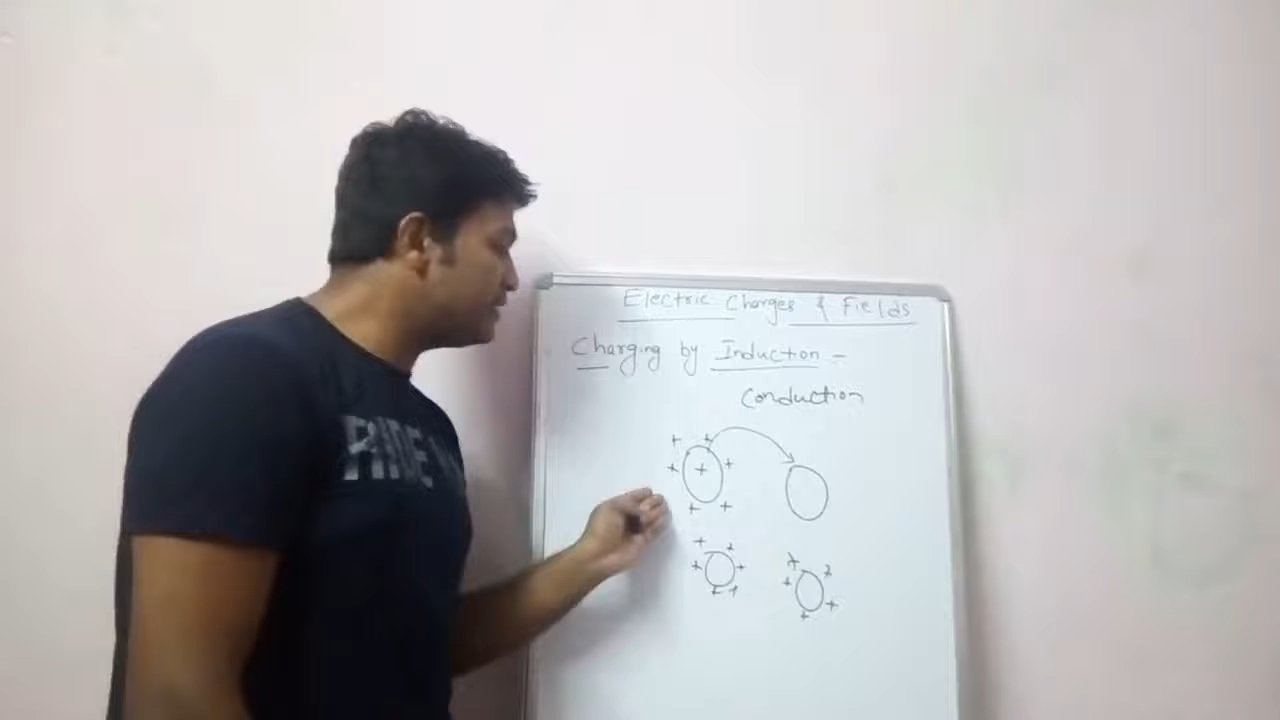 Electric Charges & Fields
Charging by Induction -
Conduction
+ +
+ + +
+ +
+ +
+ +
+ +
+ +
+ +
+